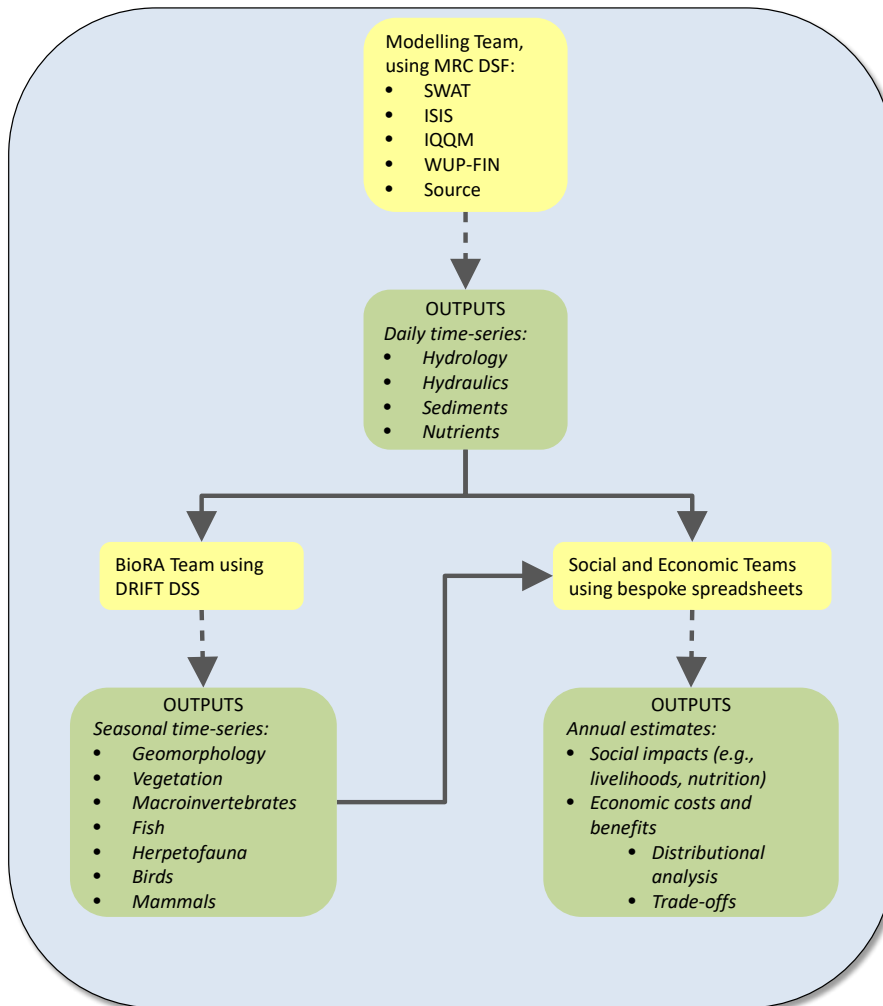 Modelling Team,
using MRC DSF:
• SWAT
• ISIS
• IQQM
• WUP-FIN
• Source
OUTPUTS
Daily time-series:
• Hydrology
• Hydraulics
• Sediments
• Nutrients
BioRA Team using
DRIFT DSS
Social and Economic Teams
using bespoke spreadsheets
OUTPUTS
Seasonal time-series:
• Geomorphology
• Vegetation
• Macroinvertebrates
• Fish
• Herpetofauna
• Birds
• Mammals
OUTPUTS
Annual estimates:
• Social impacts (e.g.,
livelihoods, nutrition)
• Economic costs and
benefits
• Distributional
analysis
• Trade-offs